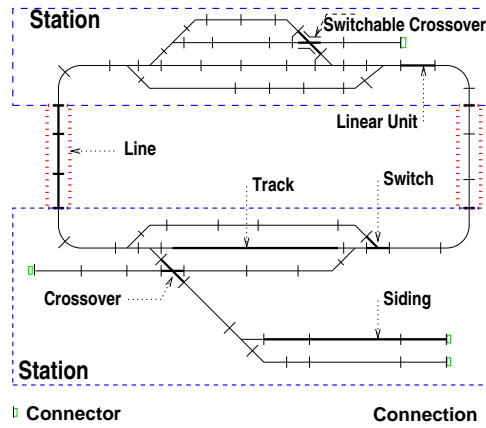 Station
Switchable Crossover
Linear Unit
Line
Track
Switch
Crossover
Siding
Station
Connector
Connection